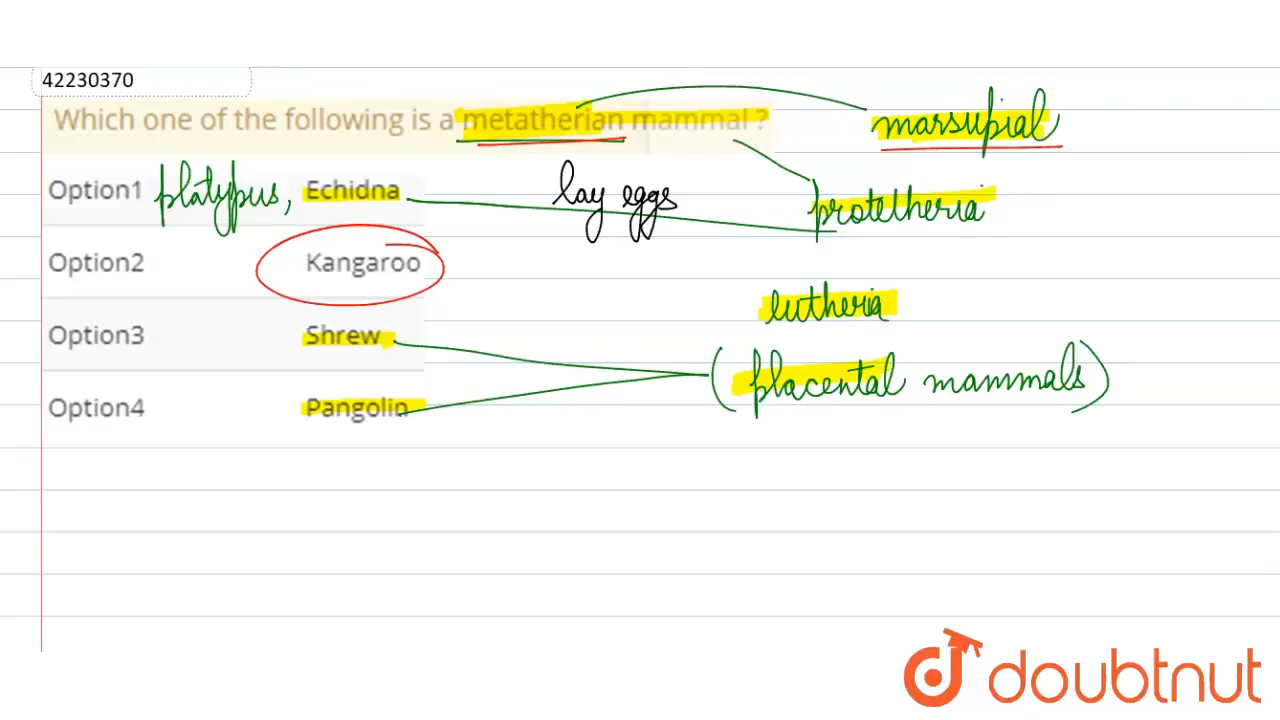 42230370
Which one of the following is a metatherian mammal ?
marsupial
Option1 platypus, Echidna lay eggs
protetheria
Option2 Kangaroo
eutheria
Option3 Shrew
(placental mammals)
Option4 Pangolin
doubtnut